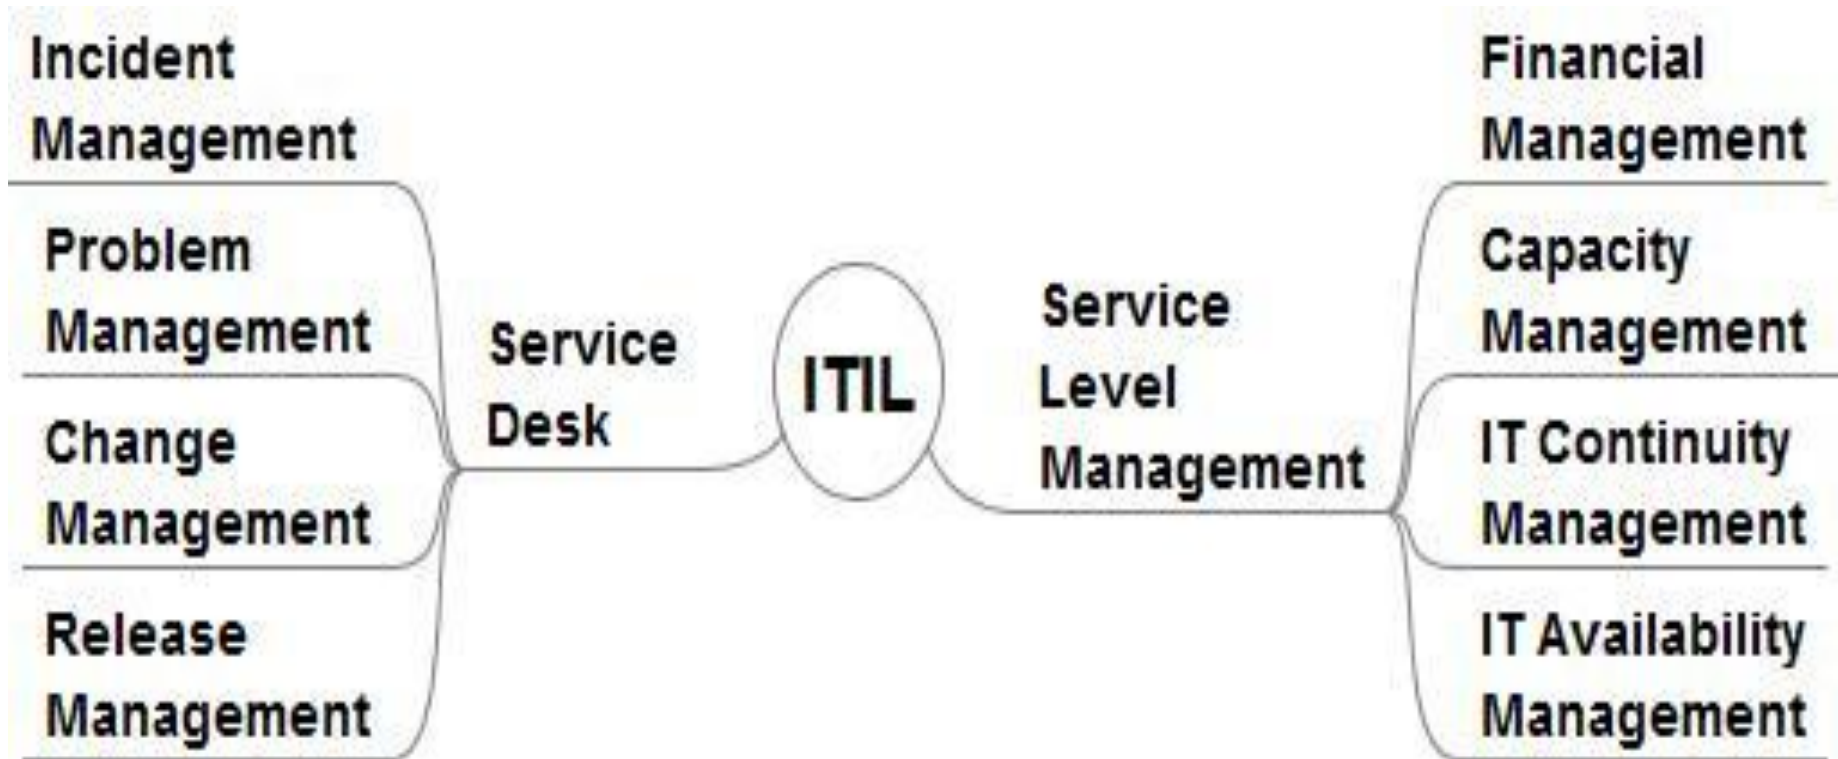 Incident
Management
Problem
Management
Change
Management
Release
Management
Service
Desk
ITIL
Service
Level
Management
Financial
Management
Capacity
Management
IT Continuity
Management
IT Availability
Management